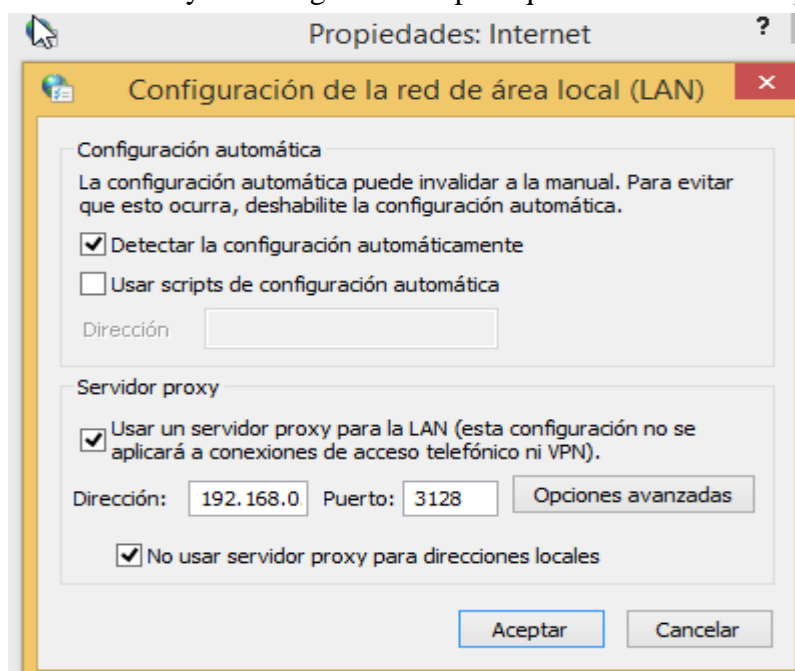 Propiedades: Internet ?
Configuración de la red de área local (LAN)
Configuración automática
La configuración automática puede invalidar a la manual. Para evitar
que esto ocurra, deshabilite la configuración automática.
Detectar la configuración automáticamente
Usar scripts de configuración automática
Dirección
Servidor proxy
Usar un servidor proxy para la LAN (esta configuración no se
aplicará a conexiones de acceso telefónico ni VPN).
Dirección: 192.168.0. Puerto: 3128 Opciones avanzadas
No usar servidor proxy para direcciones locales
Aceptar Cancelar